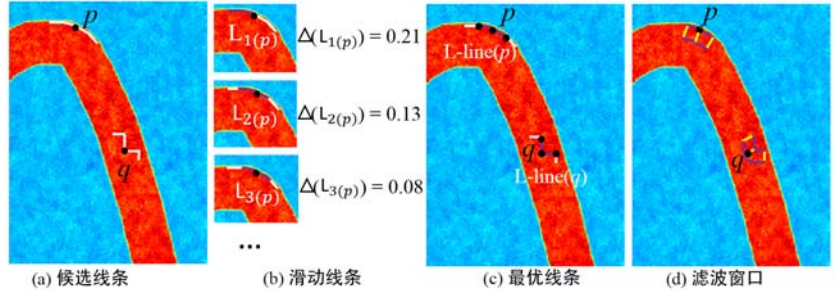 p
q
L1(p)
Δ(L1(p)) = 0.21
L2(p)
Δ(L2(p)) = 0.13
L3(p)
Δ(L3(p)) = 0.08
...
L-line(p)
q
L-line(q)
p
q
(a) 候选线条
(b) 滑动线条
(c) 最优线条
(d) 滤波窗口